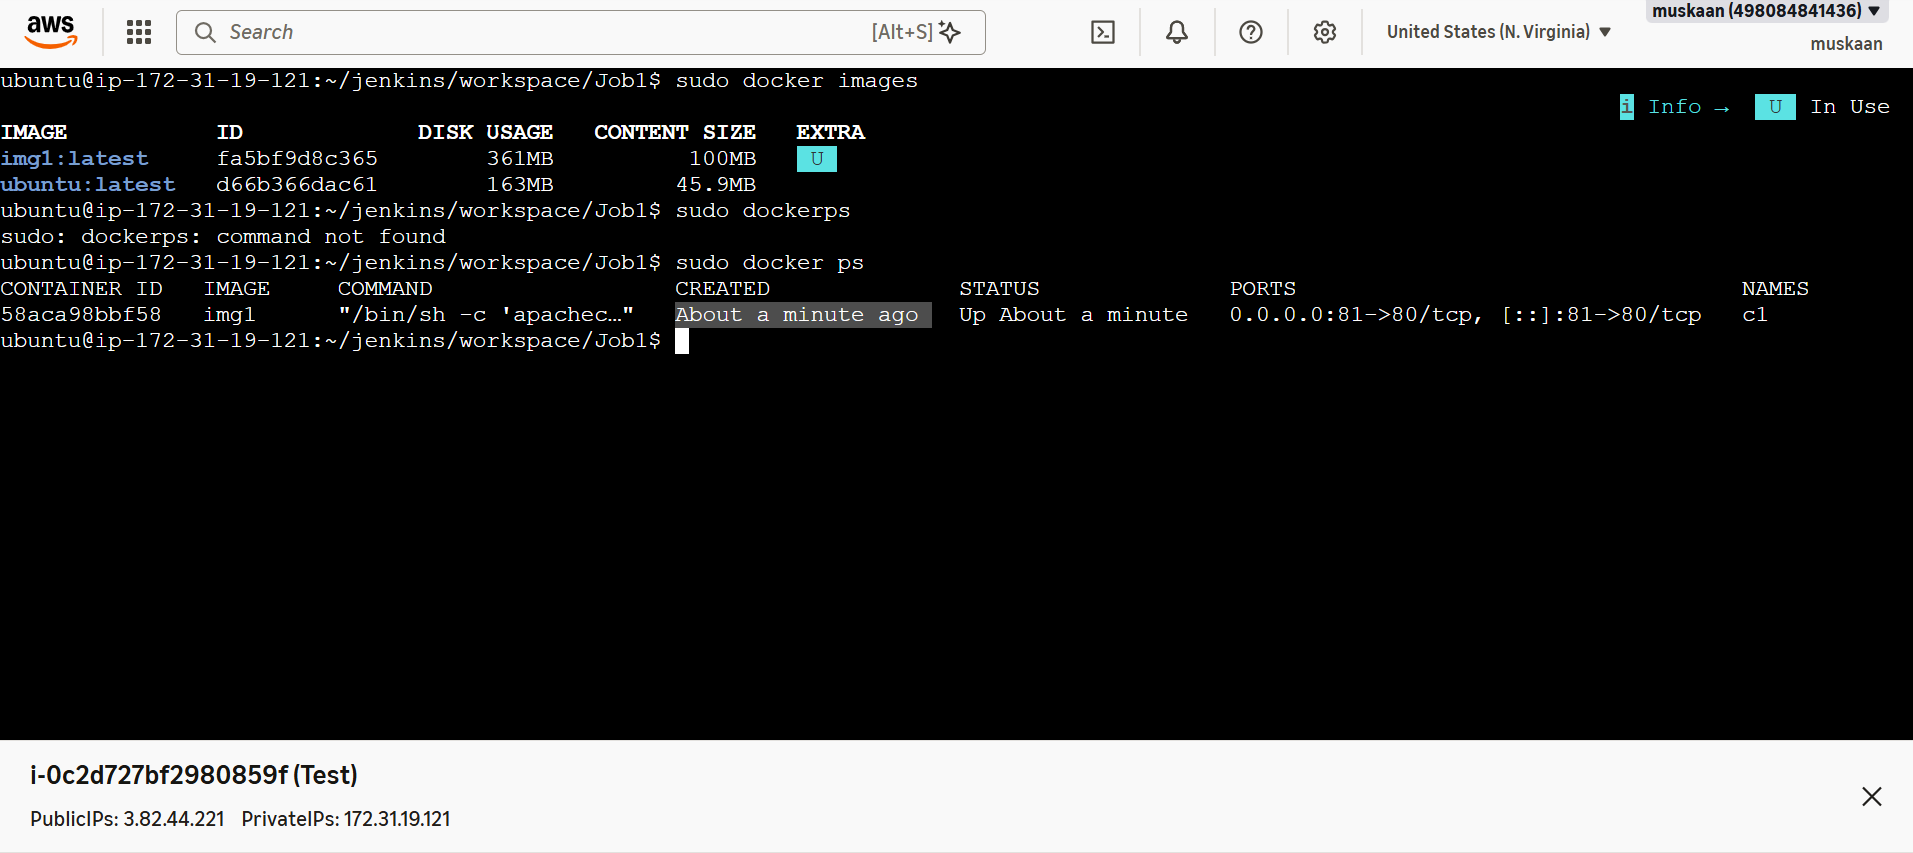 aws
Search [Alt+S]
United States (N. Virginia) ▼
muskaan (498084841436) ▼
muskaan
ubuntu@ip-172-31-19-121:~/jenkins/workspace/Job1$ sudo docker images
i Info → U In Use
IMAGE ID DISK USAGE CONTENT SIZE EXTRA
img1:latest fa5bf9d8c365 361MB 100MB U
ubuntu:latest d66b366dac61 163MB 45.9MB
ubuntu@ip-172-31-19-121:~/jenkins/workspace/Job1$ sudo dockerps
sudo: dockerps: command not found
ubuntu@ip-172-31-19-121:~/jenkins/workspace/Job1$ sudo docker ps
CONTAINER ID IMAGE COMMAND CREATED STATUS PORTS NAMES
58aca98bbf58 img1 "/bin/sh -c 'apachec…" About a minute ago Up About a minute 0.0.0.0:81->80/tcp, [::]:81->80/tcp c1
ubuntu@ip-172-31-19-121:~/jenkins/workspace/Job1$
i-0c2d727bf2980859f (Test)
PublicIPs: 3.82.44.221 PrivateIPs: 172.31.19.121